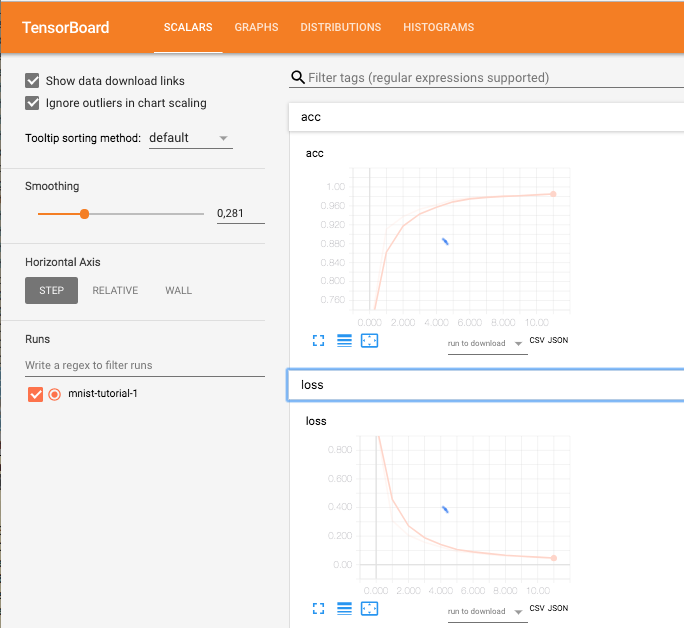 TensorBoard SCALARS GRAPHS DISTRIBUTIONS HISTOGRAMS
Show data download links
Ignore outliers in chart scaling
Tooltip sorting method: default
Smoothing
0,281
Horizontal Axis
STEP RELATIVE WALL
Runs
Write a regex to filter runs
mnist-tutorial-1
Filter tags (regular expressions supported)
acc
acc
1.00
0.960
0.920
0.880
0.840
0.800
0.760
0.000 2.000 4.000 6.000 8.000 10.00
run to download CSV JSON
loss
loss
0.800
0.600
0.400
0.200
0.00
0.000 2.000 4.000 6.000 8.000 10.00
run to download CSV JSON